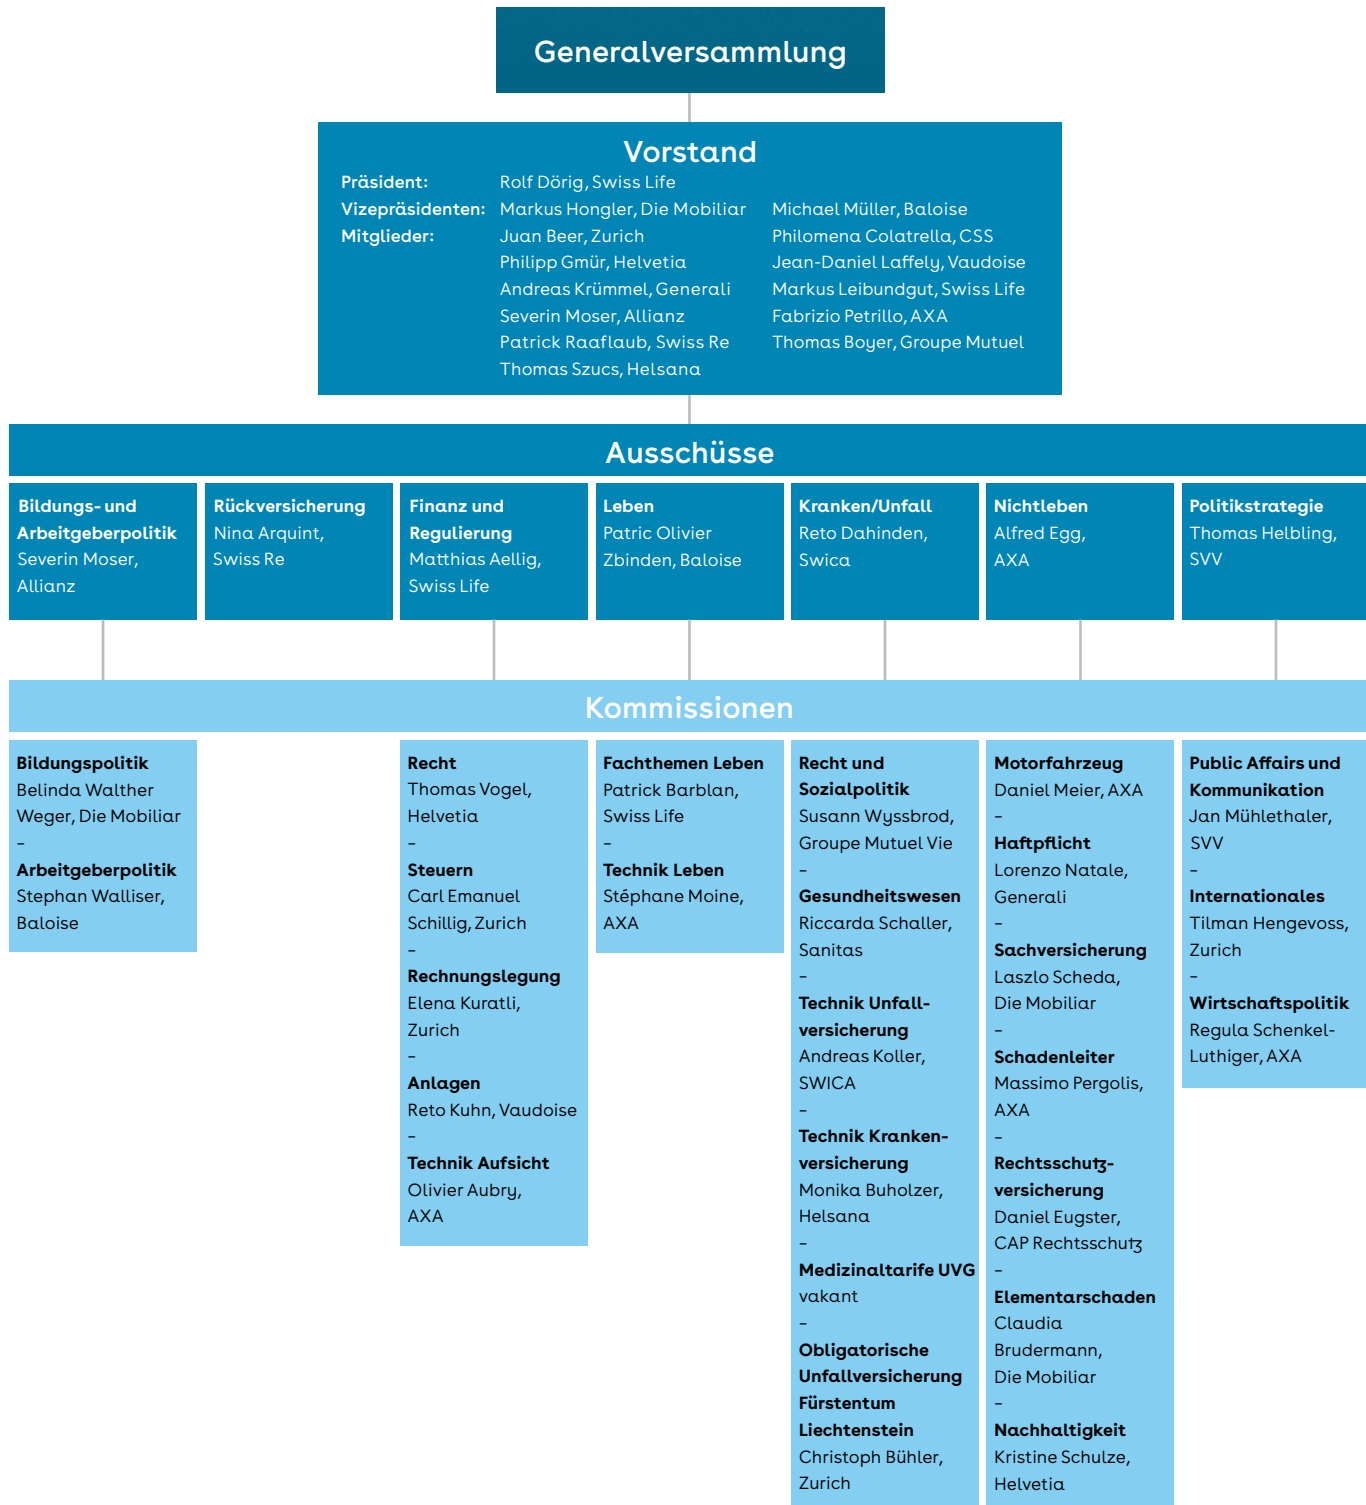 Generalversammlung
Vorstand
Präsident: Rolf Dörig, Swiss Life
Vizepräsidenten: Markus Hongler, Die Mobiliar Michael Müller, Baloise
Mitglieder: Juan Beer, Zurich Philomena Colatrella, CSS
Philipp Gmür, Helvetia Jean-Daniel Laffely, Vaudoise
Andreas Krümmel, Generali Markus Leibundgut, Swiss Life
Severin Moser, Allianz Fabrizio Petrillo, AXA
Patrick Raaflaub, Swiss Re Thomas Boyer, Groupe Mutuel
Thomas Szucs, Helsana
Ausschüsse
Bildungs- und
Arbeitgeberpolitik
Severin Moser,
Allianz
Rückversicherung
Nina Arquint,
Swiss Re
Finanz und
Regulierung
Matthias Aellig,
Swiss Life
Leben
Patric Olivier
Zbinden, Baloise
Kranken/Unfall
Reto Dahinden,
Swica
Nichtleben
Alfred Egg,
AXA
Politikstrategie
Thomas Helbling,
SVV
Kommissionen
Bildungspolitik
Belinda Walther
Weger, Die Mobiliar
–
Arbeitgeberpolitik
Stephan Walliser,
Baloise
Recht
Thomas Vogel,
Helvetia
–
Steuern
Carl Emanuel
Schillig, Zurich
–
Rechnungslegung
Elena Kuratli,
Zurich
–
Anlagen
Reto Kuhn, Vaudoise
–
Technik Aufsicht
Olivier Aubry,
AXA
Fachthemen Leben
Patrick Barblan,
Swiss Life
–
Technik Leben
Stéphane Moine,
AXA
Recht und
Sozialpolitik
Susann Wyssbrod,
Groupe Mutuel Vie
–
Gesundheitswesen
Riccarda Schaller,
Sanitas
–
Technik Unfall-
versicherung
Andreas Koller,
SWICA
–
Technik Kranken-
versicherung
Monika Buholzer,
Helsana
–
Medizinaltarife UVG
vakant
–
Obligatorische
Unfallversicherung
Fürstentum
Liechtenstein
Christoph Bühler,
Zurich
Motorfahrzeug
Daniel Meier, AXA
–
Haftpflicht
Lorenzo Natale,
Generali
–
Sachversicherung
Laszlo Scheda,
Die Mobiliar
–
Schadenleiter
Massimo Pergolis,
AXA
–
Rechtsschutz-
versicherung
Daniel Eugster,
CAP Rechtsschutz
–
Elementarschaden
Claudia
Brudermann,
Die Mobiliar
–
Nachhaltigkeit
Kristine Schulze,
Helvetia
Public Affairs und
Kommunikation
Jan Mühlethaler,
SVV
–
Internationales
Tilman Hengevoss,
Zurich
–
Wirtschaftspolitik
Regula Schenkel-
Luthiger, AXA